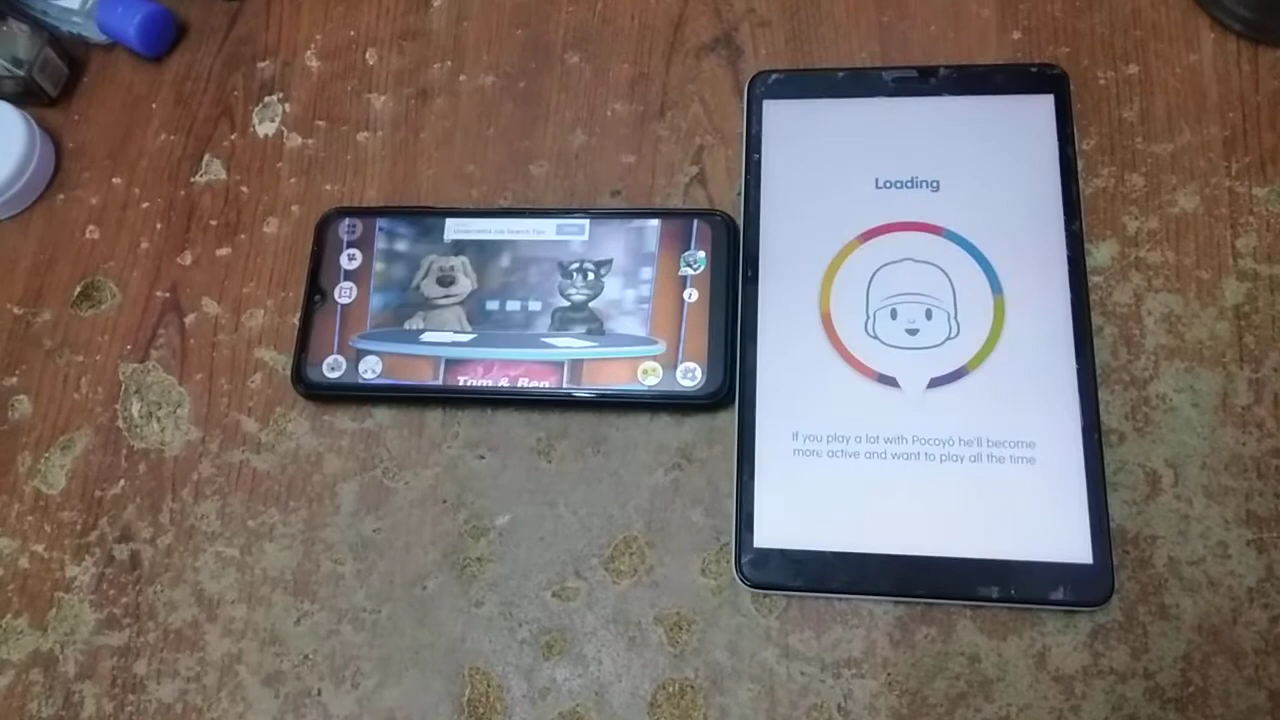 Tom & Ben
Loading
If you play a lot with Pocoyó he'll become
more active and want to play all the time